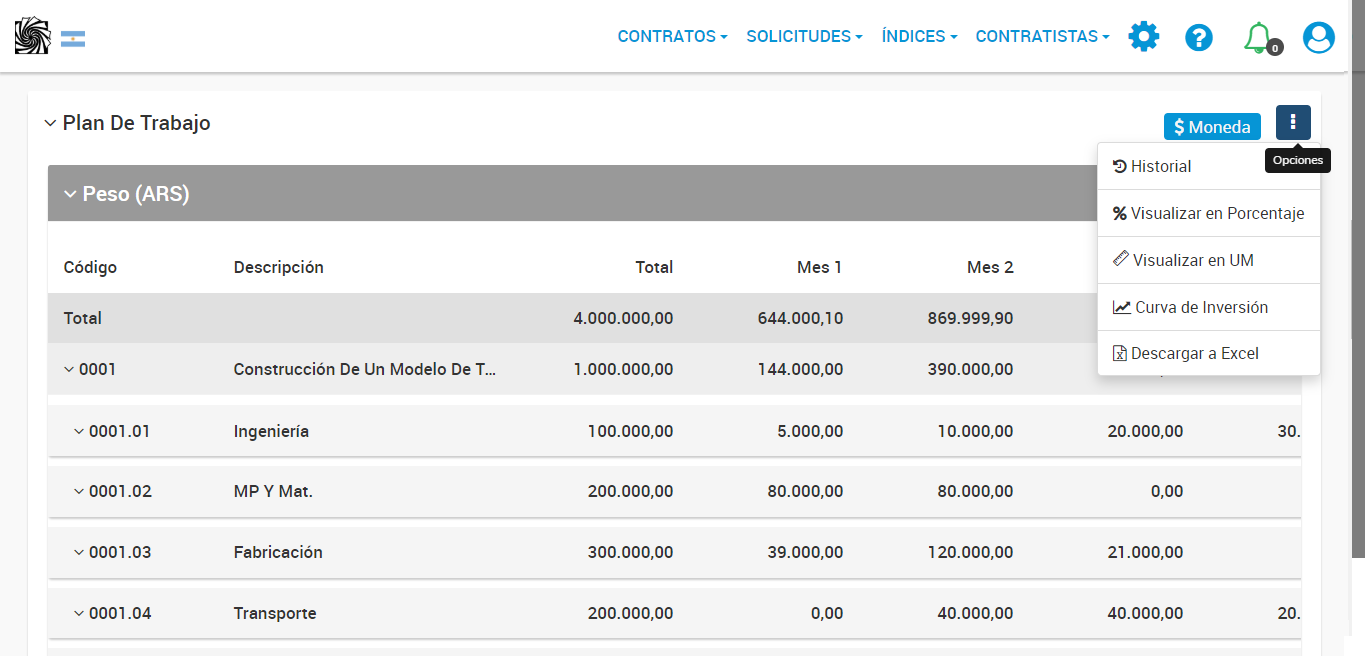 CONTRATOS SOLICITUDES ÍNDICES CONTRATISTAS 0
Plan De Trabajo
$ Moneda
Opciones
Historial
% Visualizar en Porcentaje
Visualizar en UM
Curva de Inversión
Descargar a Excel
Peso (ARS)
Código Descripción Total Mes 1 Mes 2
Total 4.000.000,00 644.000,10 869.999,90
0001 Construcción De Un Modelo De T... 1.000.000,00 144.000,00 390.000,00
0001.01 Ingeniería 100.000,00 5.000,00 10.000,00 20.000,00 30.
0001.02 MP Y Mat. 200.000,00 80.000,00 80.000,00 0,00
0001.03 Fabricación 300.000,00 39.000,00 120.000,00 21.000,00
0001.04 Transporte 200.000,00 0,00 40.000,00 40.000,00 20.